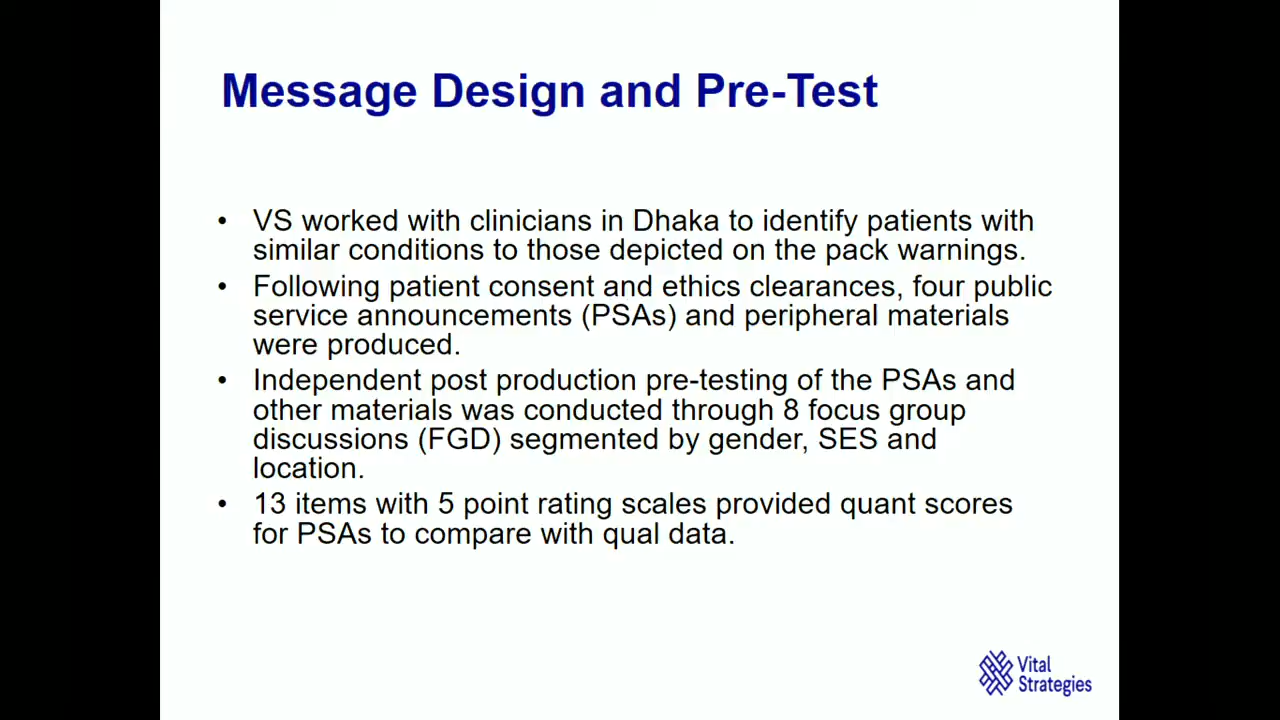 Message Design and Pre-Test
• VS worked with clinicians in Dhaka to identify patients with
similar conditions to those depicted on the pack warnings.
• Following patient consent and ethics clearances, four public
service announcements (PSAs) and peripheral materials
were produced.
• Independent post production pre-testing of the PSAs and
other materials was conducted through 8 focus group
discussions (FGD) segmented by gender, SES and
location.
• 13 items with 5 point rating scales provided quant scores
for PSAs to compare with qual data.
Vital
Strategies